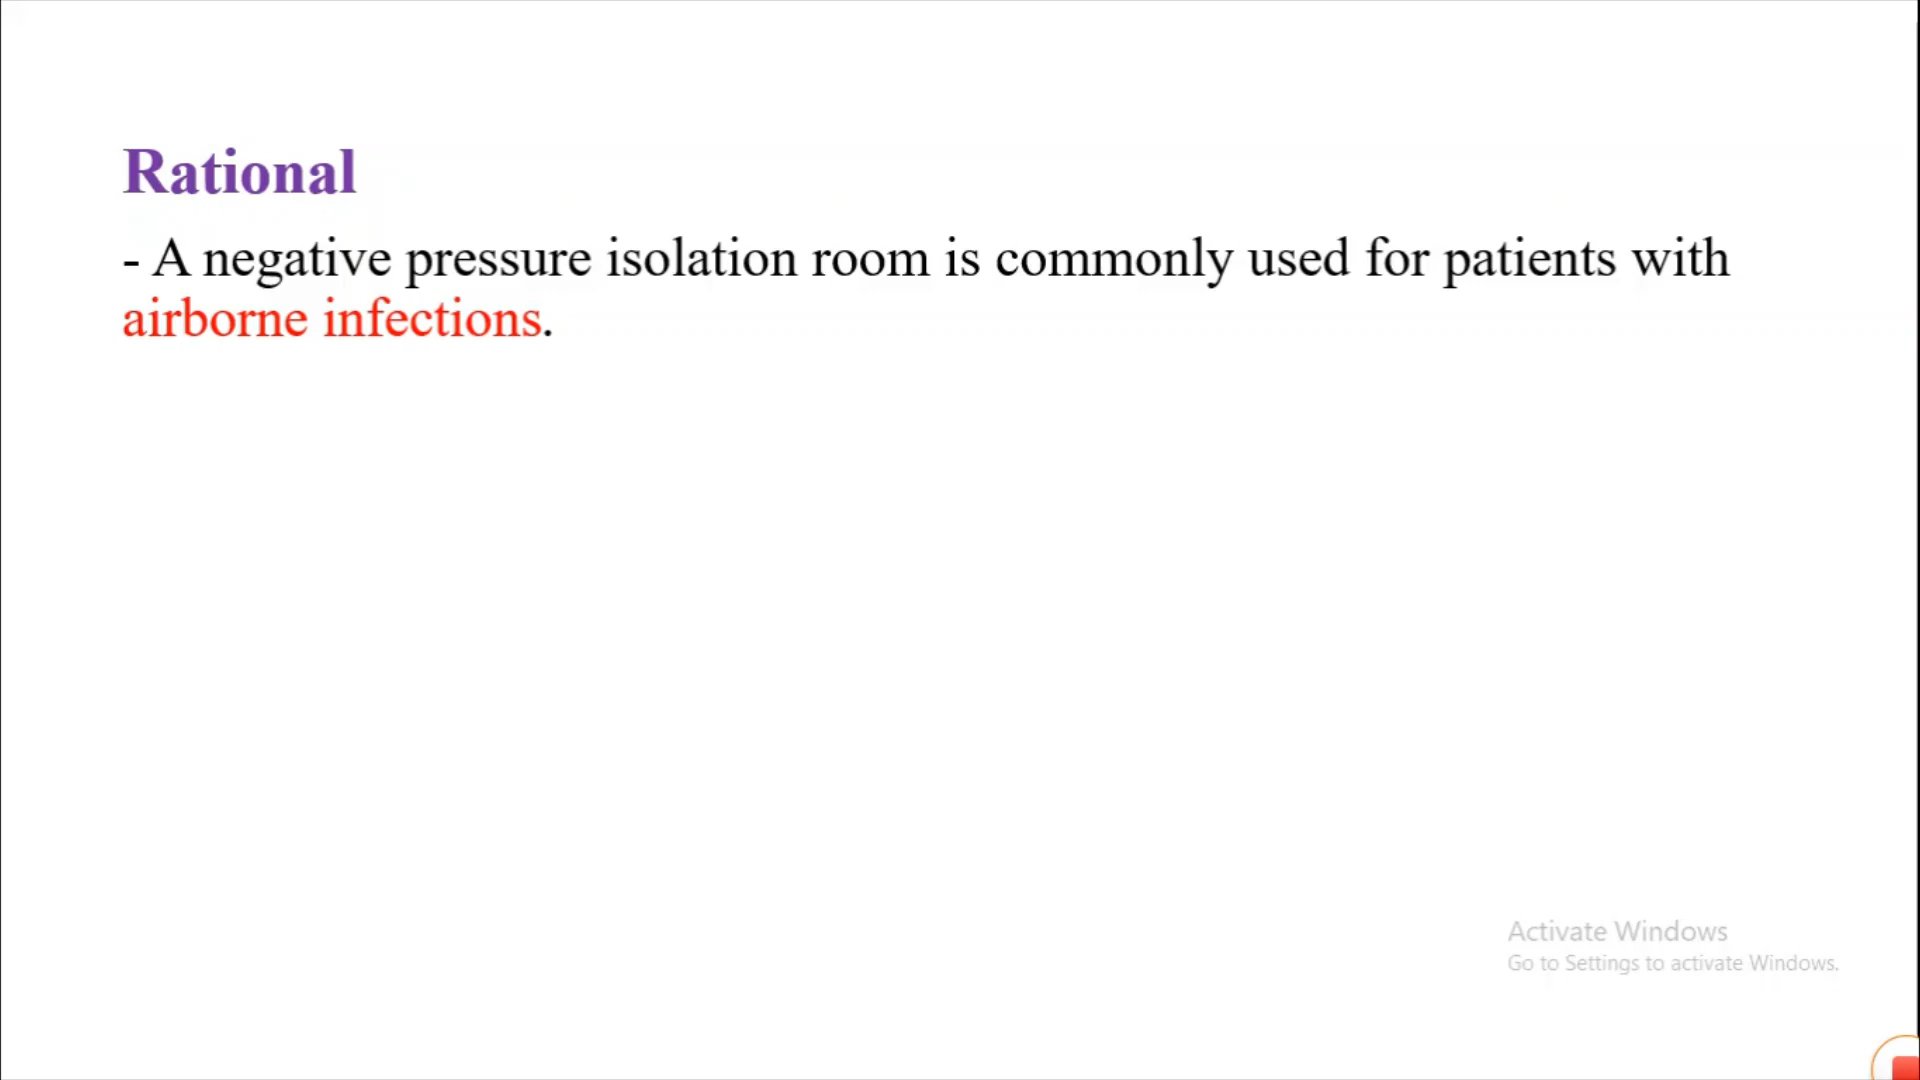 Rational
- A negative pressure isolation room is commonly used for patients with
airborne infections.
Activate Windows
Go to Settings to activate Windows.